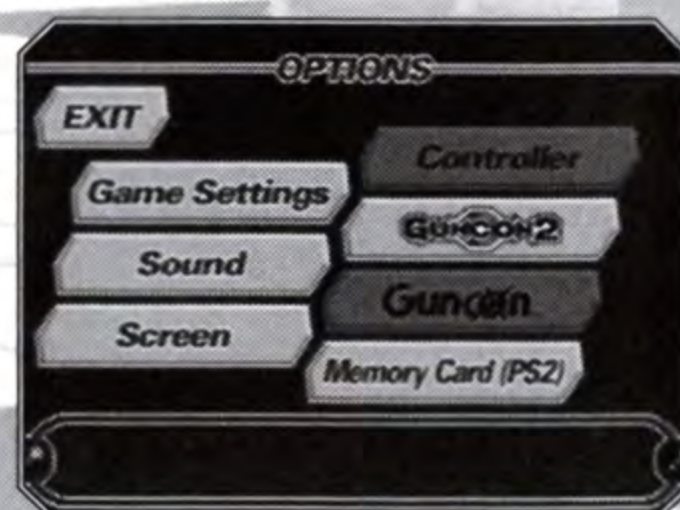 OPTIONS
EXIT
Game Settings
Sound
Screen
Controller
GUNCON2
Guncon
Memory Card (PS2)